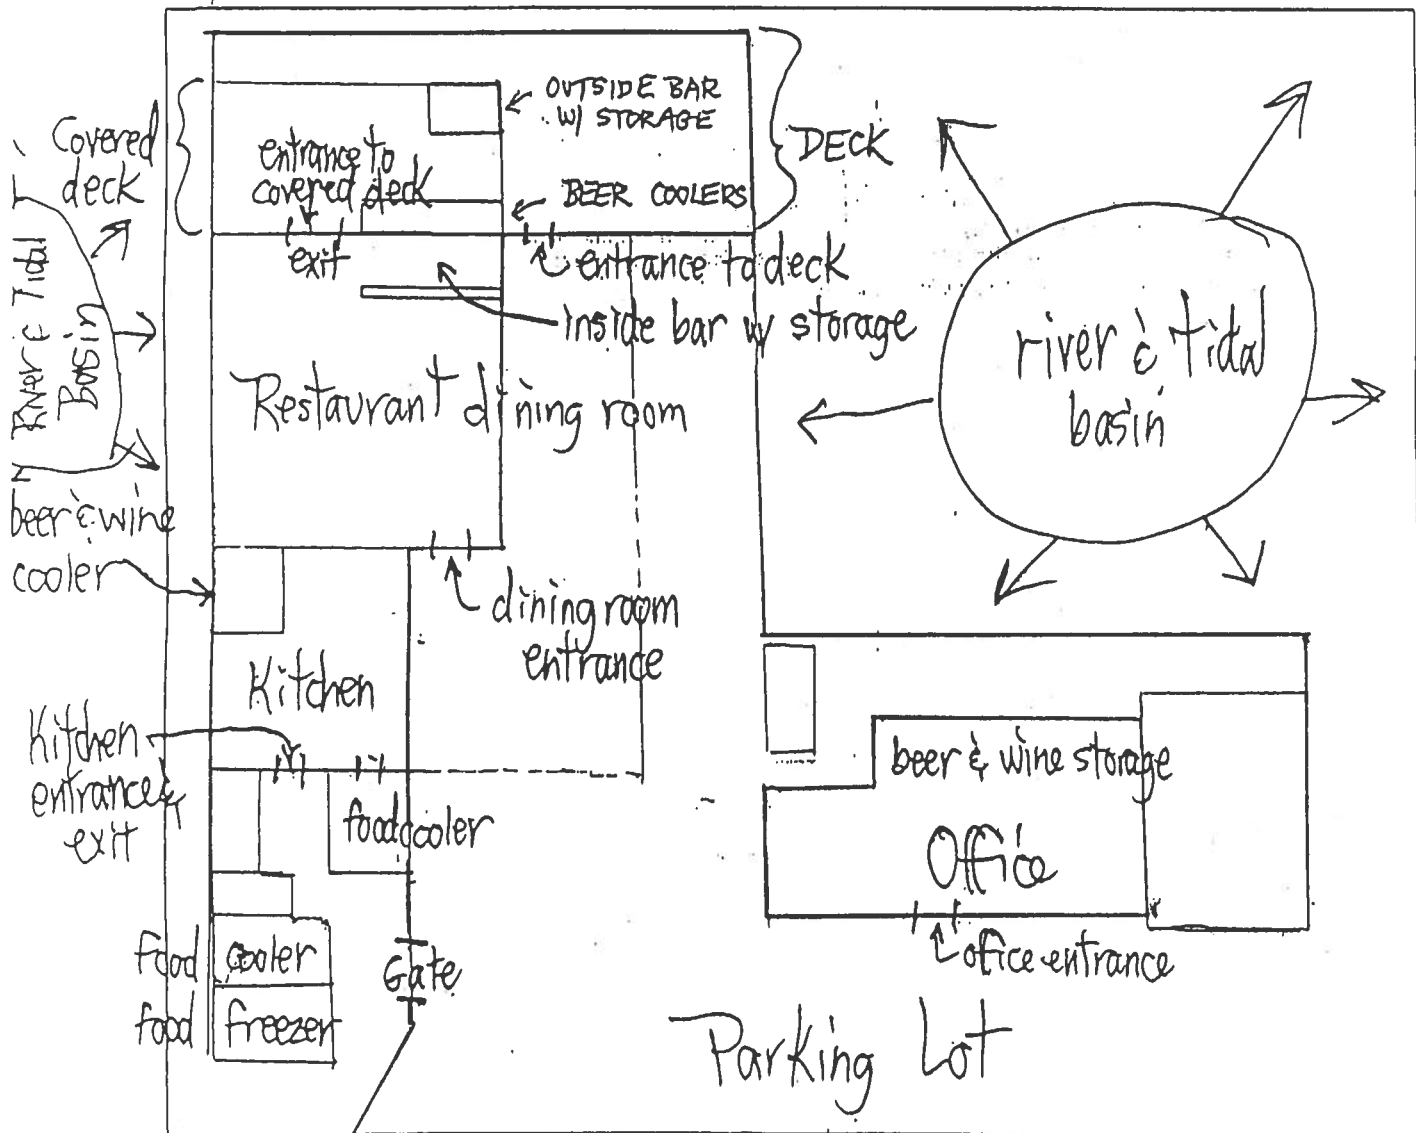 OUTSIDE BAR
W/ STORAGE
Covered
deck
entrance to
covered deck
DECK
BEER COOLERS
exit
entrance to deck
inside bar w/ storage
River & Tidal
Basin
river & tidal
basin
Restaurant dining room
beer & wine
cooler
dining room
entrance
Kitchen
Kitchen
entrance &
exit
food cooler
beer & wine storage
Office
office entrance
food cooler
food freezer
Gate
Parking Lot